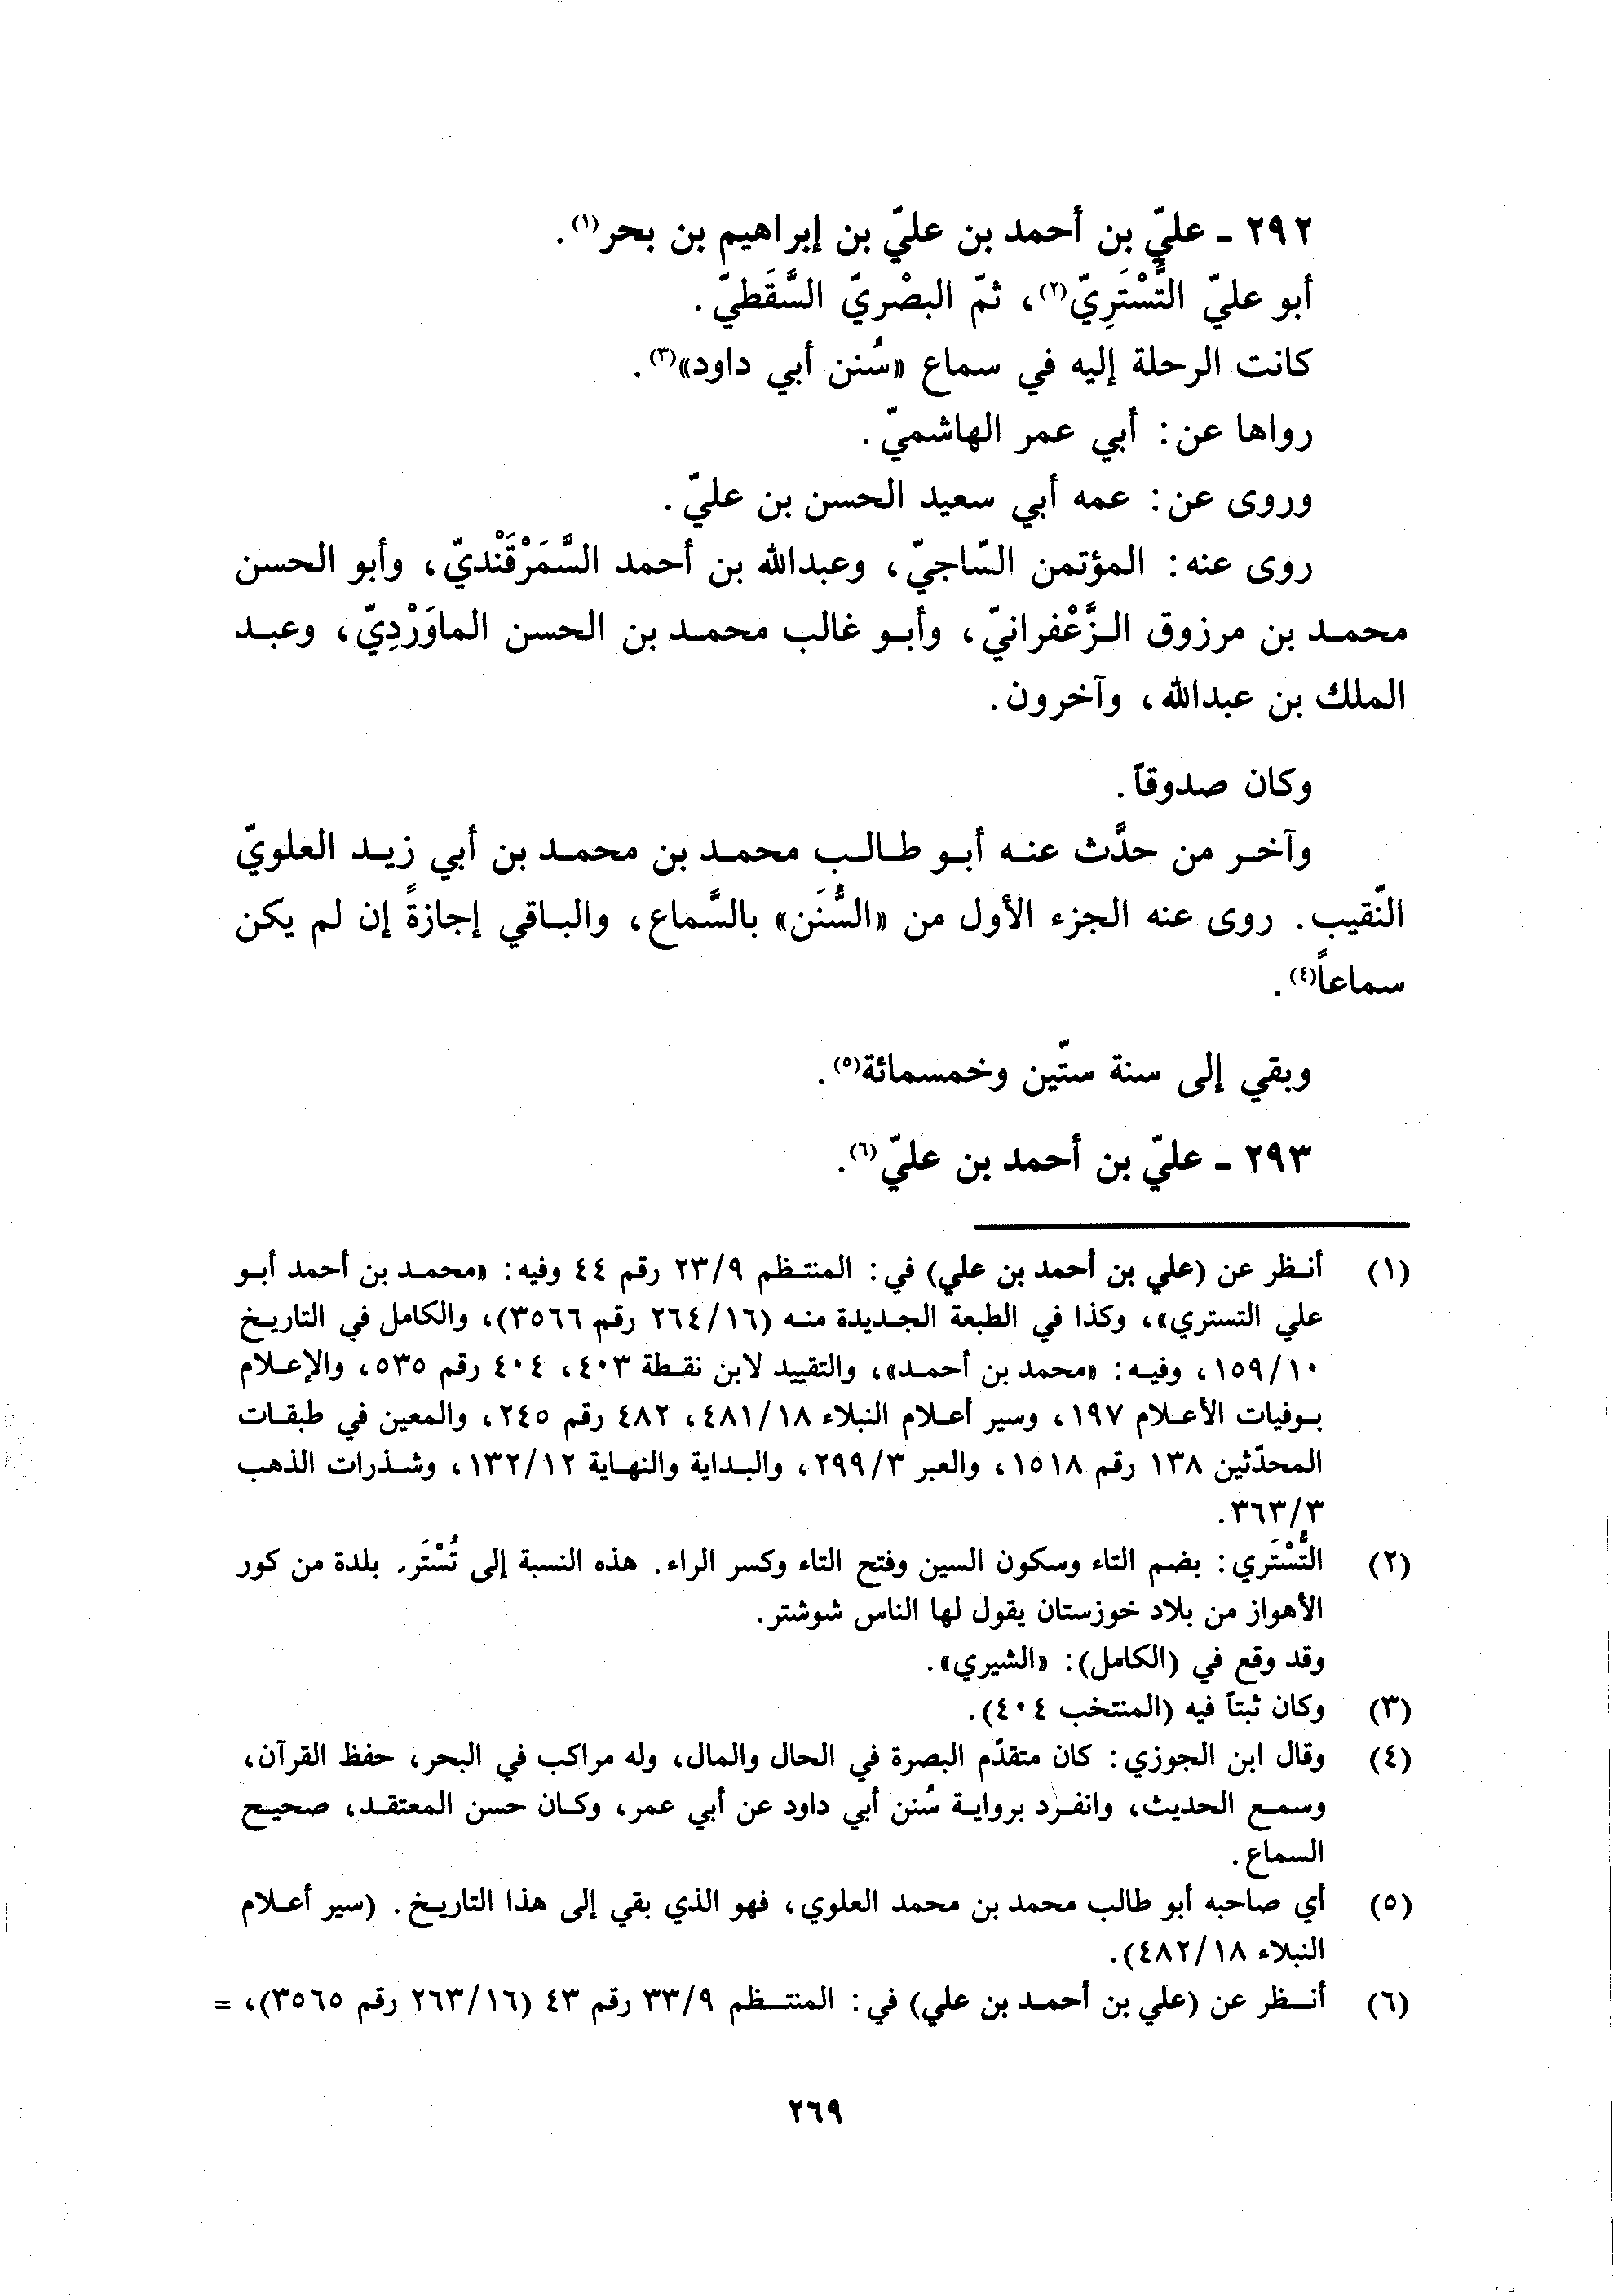 ٢٩٢ - عليّ بن أحمد بن عليّ بن إبراهيم بن بحر(١).
أبو عليّ التُّسْتَرِيّ(٢)، ثمّ البصْريّ السَّقَطيّ.
كانت الرحلة إليه في سماع «سُنن أبي داود»(٣).
رواها عن: أبي عمر الهاشميّ.
وروى عن: عمه أبي سعيد الحسن بن عليّ.
روى عنه: المؤتمن السّاجيّ، وعبدالله بن أحمد السَّمَرْقَنْديّ، وأبو الحسن
محمد بن مرزوق الزَّعْفرانيّ، وأبو غالب محمد بن الحسن الماوَرْدِيّ، وعبد
الملك بن عبدالله، وآخرون.
وكان صدوقاً.
وآخر من حدَّث عنه أبو طالب محمد بن محمد بن أبي زيد العلويّ
النّقيب. روى عنه الجزء الأول من «السُّنَن» بالسَّماع، والباقي إجازةً إن لم يكن
سماعاً(٤).
وبقي إلى سنة ستّين وخمسمائة(٥).
٢٩٣ - عليّ بن أحمد بن عليّ(٦).
(١) أنظر عن (علي بن أحمد بن علي) في: المنتظم ٢٣/٩ رقم ٤٤ وفيه: «محمد بن أحمد أبو
علي التستري»، وكذا في الطبعة الجديدة منه (٢٦٤/١٦ رقم ٣٥٦٦)، والكامل في التاريخ
١٥٩/١٠، وفيه: «محمد بن أحمد»، والتقييد لابن نقطة ٤٠٣، ٤٠٤ رقم ٥٣٥، والإعلام
بوفيات الأعلام ١٩٧، وسير أعلام النبلاء ٤٨١/١٨، ٤٨٢ رقم ٢٤٥، والمعين في طبقات
المحدّثين ١٣٨ رقم ١٥١٨، والعبر ٢٩٩/٣، والبداية والنهاية ١٣٢/١٢، وشذرات الذهب
٣٦٣/٣.
(٢) التُّسْتَري: بضم التاء وسكون السين وفتح التاء وكسر الراء. هذه النسبة إلى تُسْتَر. بلدة من كور
الأهواز من بلاد خوزستان يقول لها الناس شوشتر.
وقد وقع في (الكامل): «الشيري».
(٣) وكان ثبتاً فيه (المنتخب ٤٠٤).
(٤) وقال ابن الجوزي: كان متقدّم البصرة في الحال والمال، وله مراكب في البحر، حفظ القرآن،
وسمع الحديث، وانفرد برواية سُنن أبي داود عن أبي عمر، وكان حسن المعتقد، صحيح
السماع.
(٥) أي صاحبه أبو طالب محمد بن محمد العلوي، فهو الذي بقي إلى هذا التاريخ. (سير أعلام
النبلاء ٤٨٢/١٨).
(٦) أنظر عن (علي بن أحمد بن علي) في: المنتظم ٣٣/٩ رقم ٤٣ (٢٦٣/١٦ رقم ٣٥٦٥)، =
٢٦٩